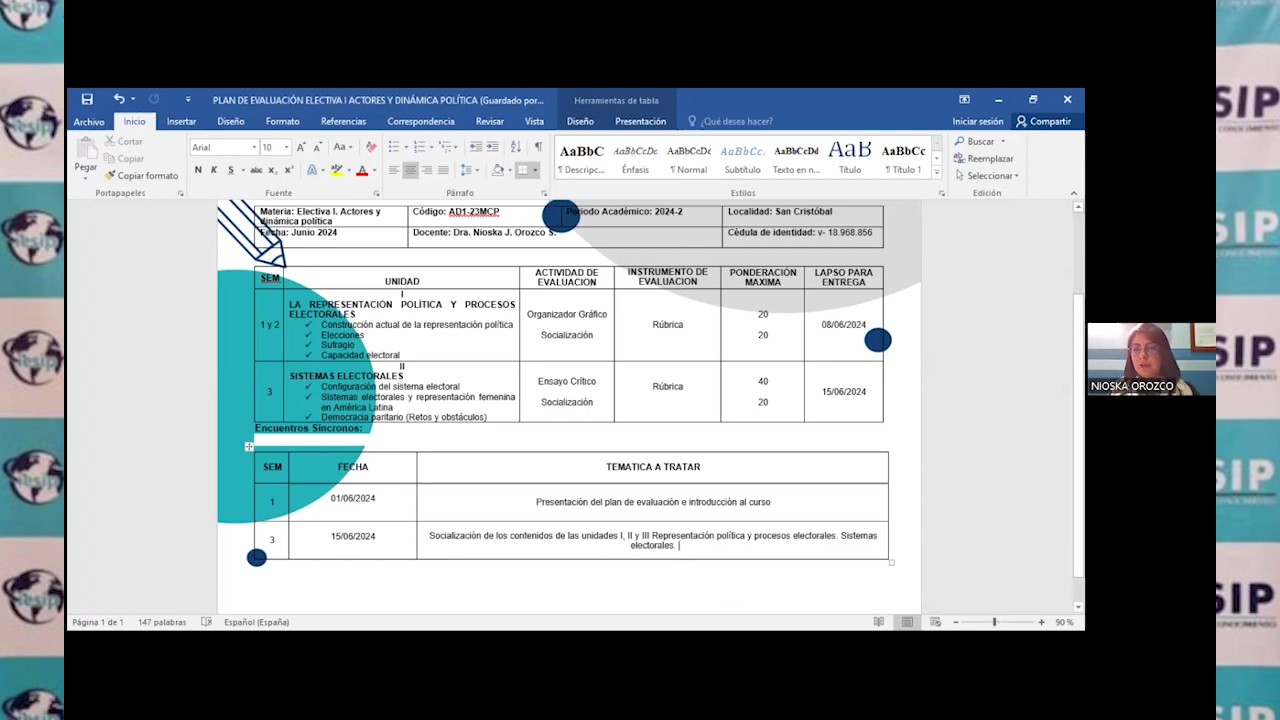 PLAN DE EVALUACIÓN ELECTIVA I ACTORES Y DINÁMICA POLÍTICA (Guardado por...
Herramientas de tabla
Archivo Inicio Insertar Diseño Formato Referencias Correspondencia Revisar Vista Diseño Presentación ¿Qué desea hacer? Iniciar sesión Compartir
Pegar
Cortar
Copiar
Copiar formato
Arial 10
N K S abc x₂ x²
AaBbC AaBbCcDc AaBbCcDc AaBbCc. AaBbCcDd AaB AaBbCc
¶ Descripc... Énfasis ¶ Normal Subtítulo Texto en n... Título ¶ Título 1
Buscar
Reemplazar
Seleccionar
Portapapeles Fuente Párrafo Estilos Edición
Materia: Electiva I. Actores y dinámica política
Código: AD1-23MCP
Periodo Académico: 2024-2
Localidad: San Cristóbal
Fecha: Junio 2024
Docente: Dra. Nioska J. Orozco S.
Cédula de identidad: v- 18.968.856
SEM
UNIDAD
ACTIVIDAD DE EVALUACION
INSTRUMENTO DE EVALUACION
PONDERACIÓN MAXIMA
LAPSO PARA ENTREGA
1 y 2
I
LA REPRESENTACIÓN POLÍTICA Y PROCESOS
ELECTORALES
✓ Construcción actual de la representación política
✓ Elecciones
✓ Sufragio
✓ Capacidad electoral
Organizador Gráfico
Socialización
Rúbrica
20
20
08/06/2024
3
II
SISTEMAS ELECTORALES
✓ Configuración del sistema electoral
✓ Sistemas electorales y representación femenina
en América Latina
✓ Democracia paritario (Retos y obstáculos)
Ensayo Crítico
Socialización
Rúbrica
40
20
15/06/2024
Encuentros Síncronos:
SEM FECHA TEMATICA A TRATAR
1 01/06/2024 Presentación del plan de evaluación e introducción al curso
3 15/06/2024 Socialización de los contenidos de las unidades I, II y III Representación política y procesos electorales. Sistemas
electorales.
Página 1 de 1 147 palabras Español (España) 90 %
NIOSKA OROZCO
SIP
SIP
SIP
SIP
SIP